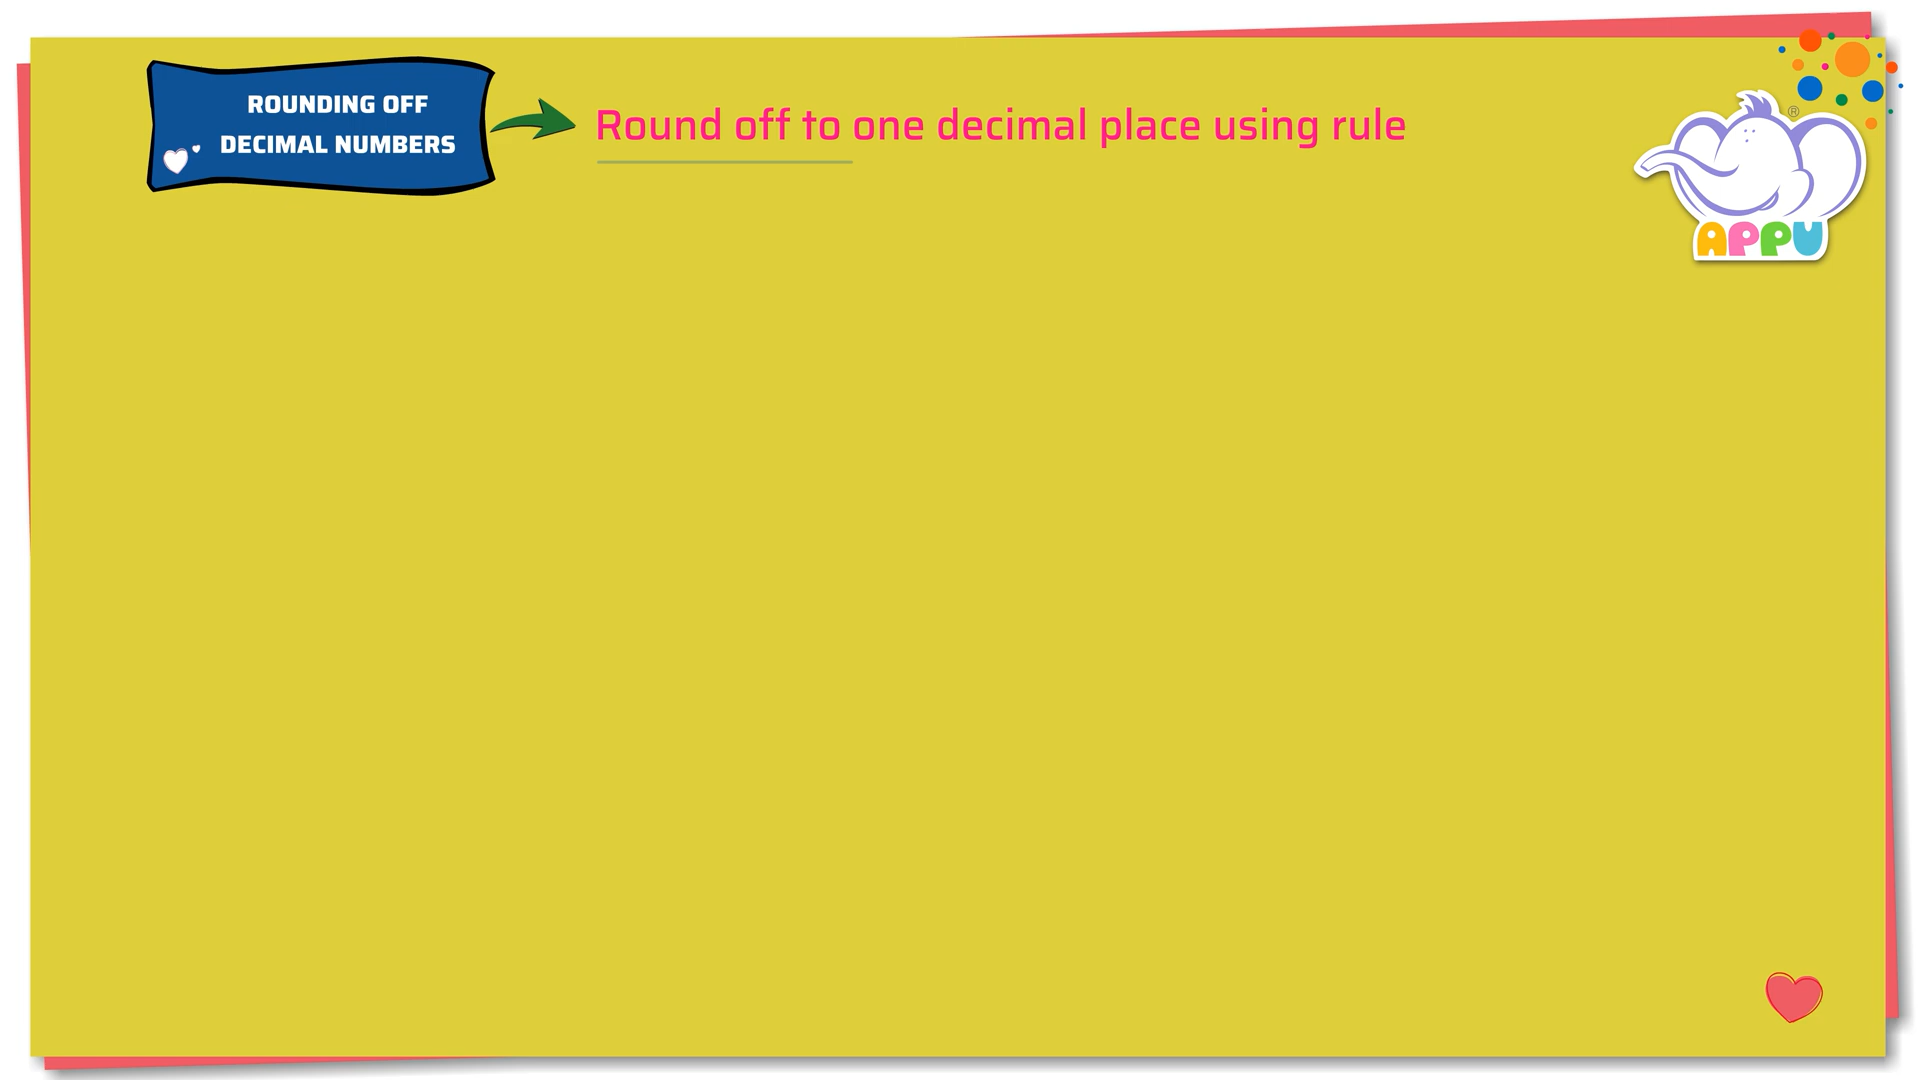 ROUNDING OFF
DECIMAL NUMBERS
Round off to one decimal place using rule
®
APPU